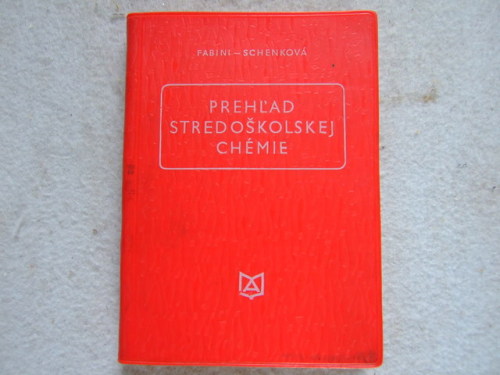 FABINI – SCHENKOVÁ
PREHĽAD
STREDOŠKOLSKEJ
CHÉMIE